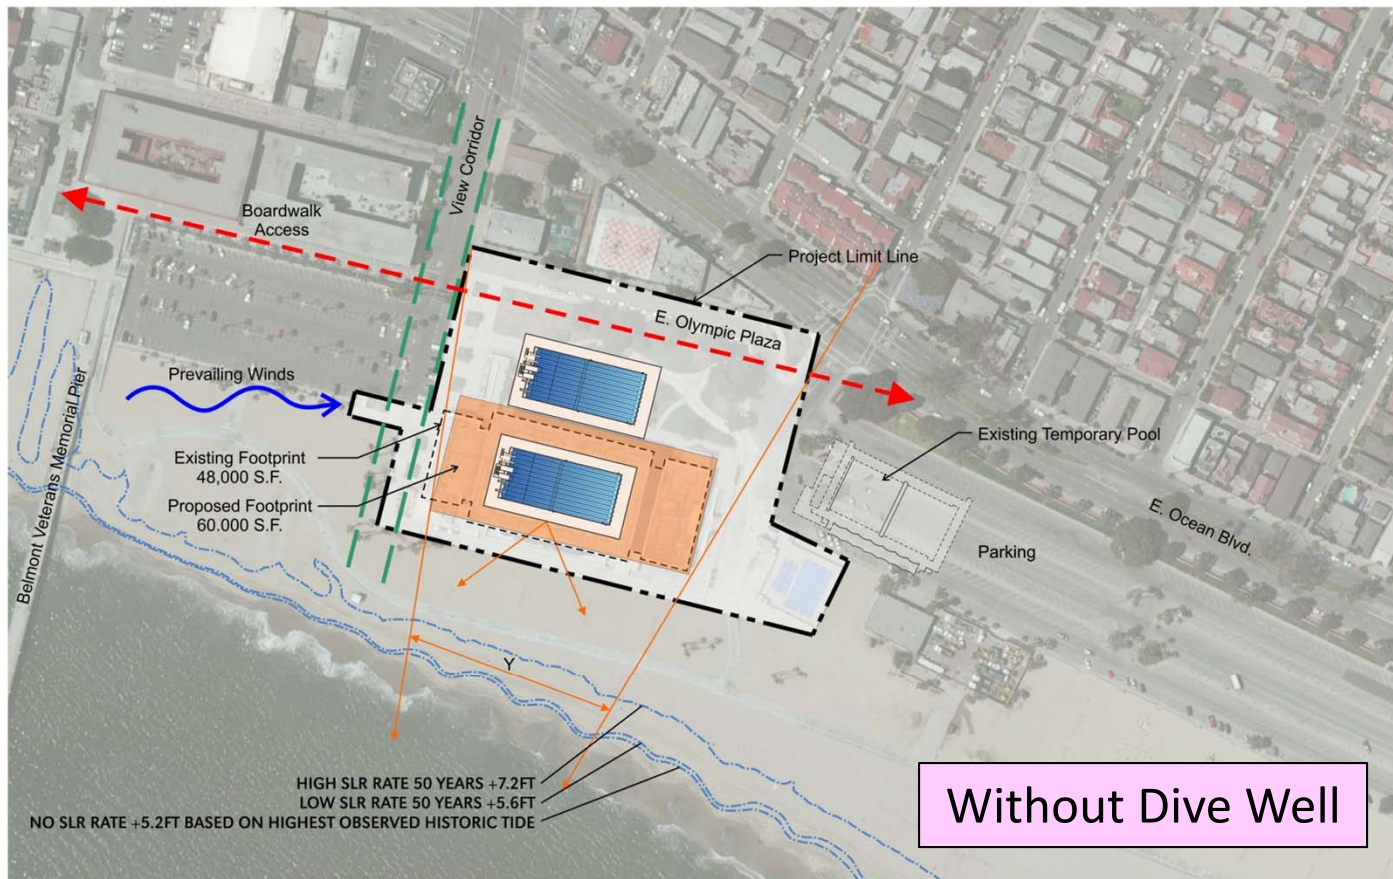 View Corridor
Boardwalk
Access
Project Limit Line
E. Olympic Plaza
Prevailing Winds
Belmont Veterans Memorial Pier
Existing Footprint
48,000 S.F.
Proposed Footprint
60.000 S.F.
Existing Temporary Pool
E. Ocean Blvd.
Parking
Y
HIGH SLR RATE 50 YEARS +7.2FT
LOW SLR RATE 50 YEARS +5.6FT
NO SLR RATE +5.2FT BASED ON HIGHEST OBSERVED HISTORIC TIDE
Without Dive Well